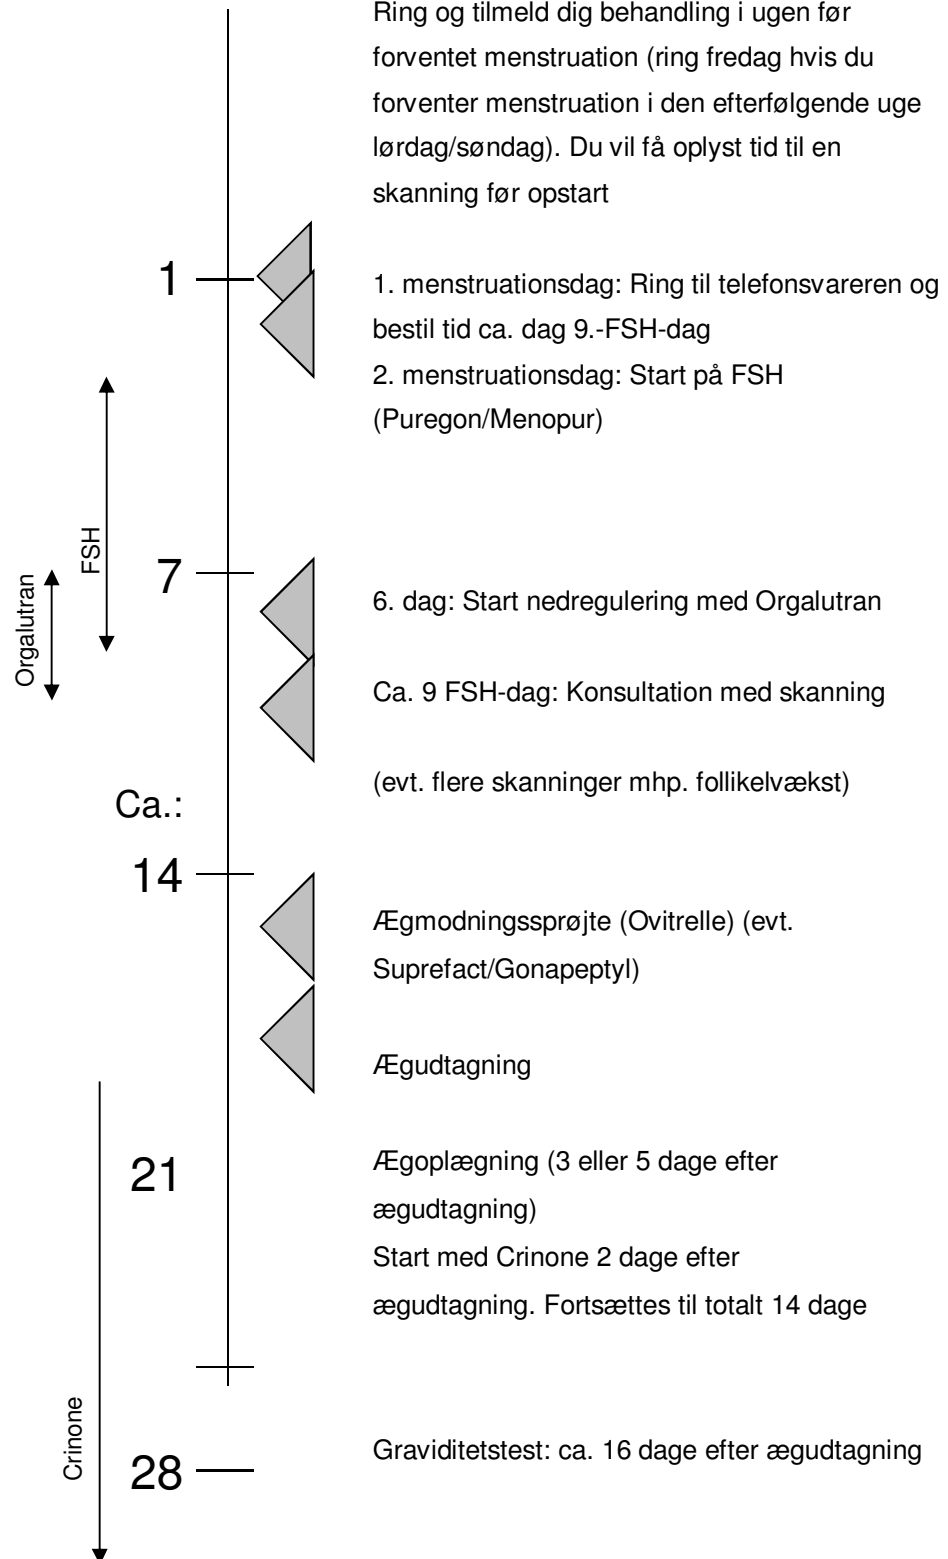 Ring og tilmeld dig behandling i ugen før
forventet menstruation (ring fredag hvis du
forventer menstruation i den efterfølgende uge
lørdag/søndag). Du vil få oplyst tid til en
skanning før opstart
1
1. menstruationsdag: Ring til telefonsvareren og
bestil tid ca. dag 9.-FSH-dag
2. menstruationsdag: Start på FSH
(Puregon/Menopur)
FSH
Orgalutran
7
6. dag: Start nedregulering med Orgalutran
Ca. 9 FSH-dag: Konsultation med skanning
(evt. flere skanninger mhp. follikelvækst)
Ca.:
14
Ægmodningssprøjte (Ovitrelle) (evt.
Suprefact/Gonapeptyl)
Ægudtagning
21
Ægoplægning (3 eller 5 dage efter
ægudtagning)
Start med Crinone 2 dage efter
ægudtagning. Fortsættes til totalt 14 dage
Crinone
28
Graviditetstest: ca. 16 dage efter ægudtagning